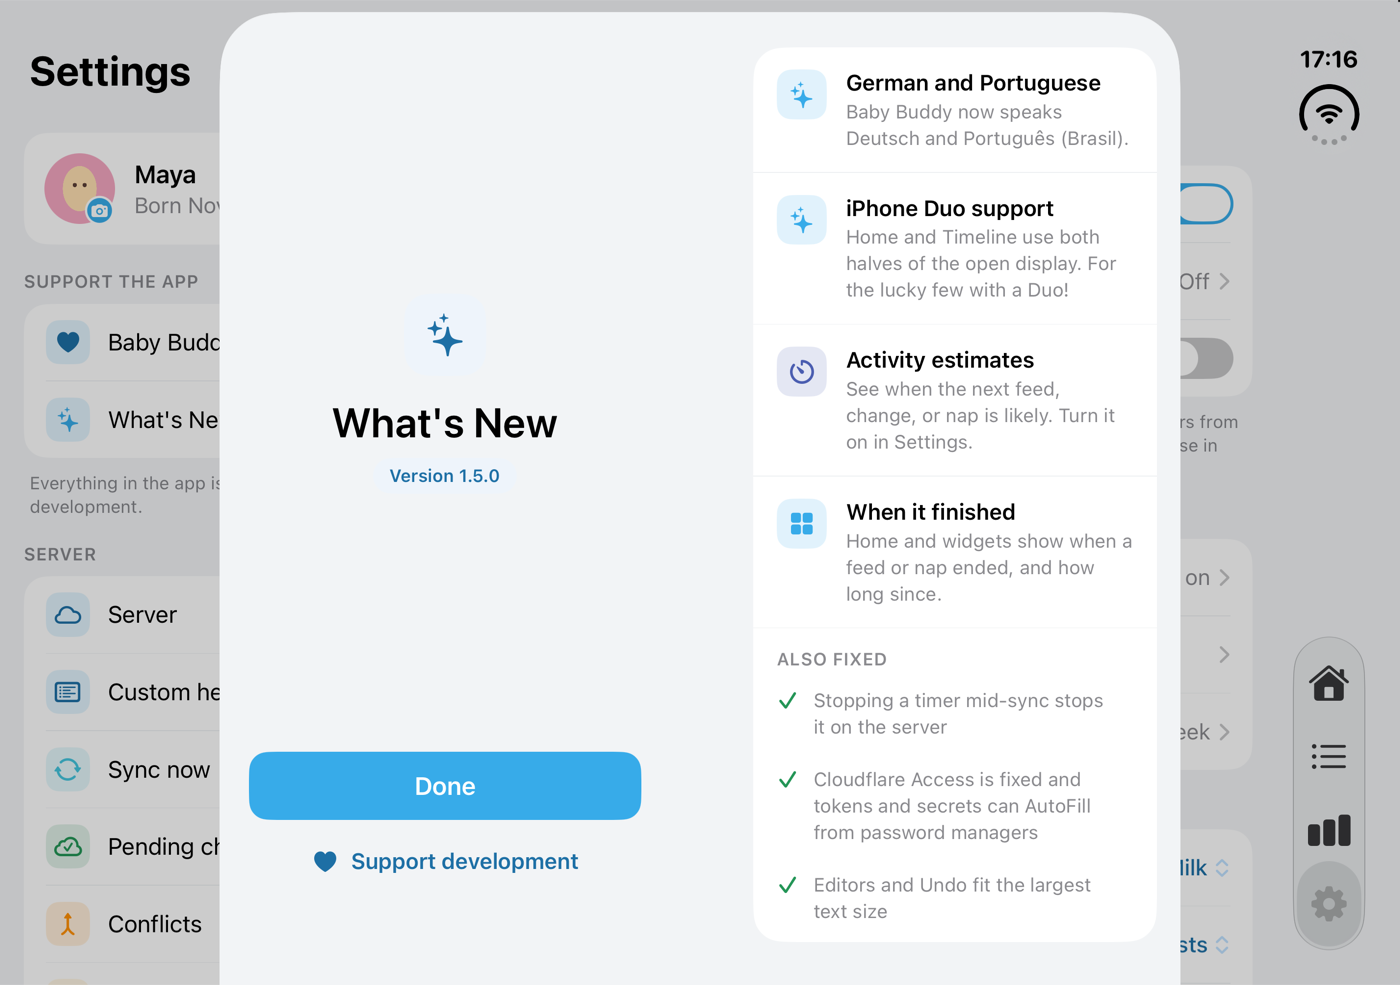 Settings
Maya
Born Nov
SUPPORT THE APP
Baby Budd
What's Ne
Everything in the app is
development.
SERVER
Server
Custom he
Sync now
Pending ch
Conflicts
What's New
Version 1.5.0
Done
Support development
German and Portuguese
Baby Buddy now speaks
Deutsch and Português (Brasil).
iPhone Duo support
Home and Timeline use both
halves of the open display. For
the lucky few with a Duo!
Activity estimates
See when the next feed,
change, or nap is likely. Turn it
on in Settings.
When it finished
Home and widgets show when a
feed or nap ended, and how
long since.
ALSO FIXED
Stopping a timer mid-sync stops
it on the server
Cloudflare Access is fixed and
tokens and secrets can AutoFill
from password managers
Editors and Undo fit the largest
text size
17:16
Off
rs from
se in
on
eek
ilk
sts